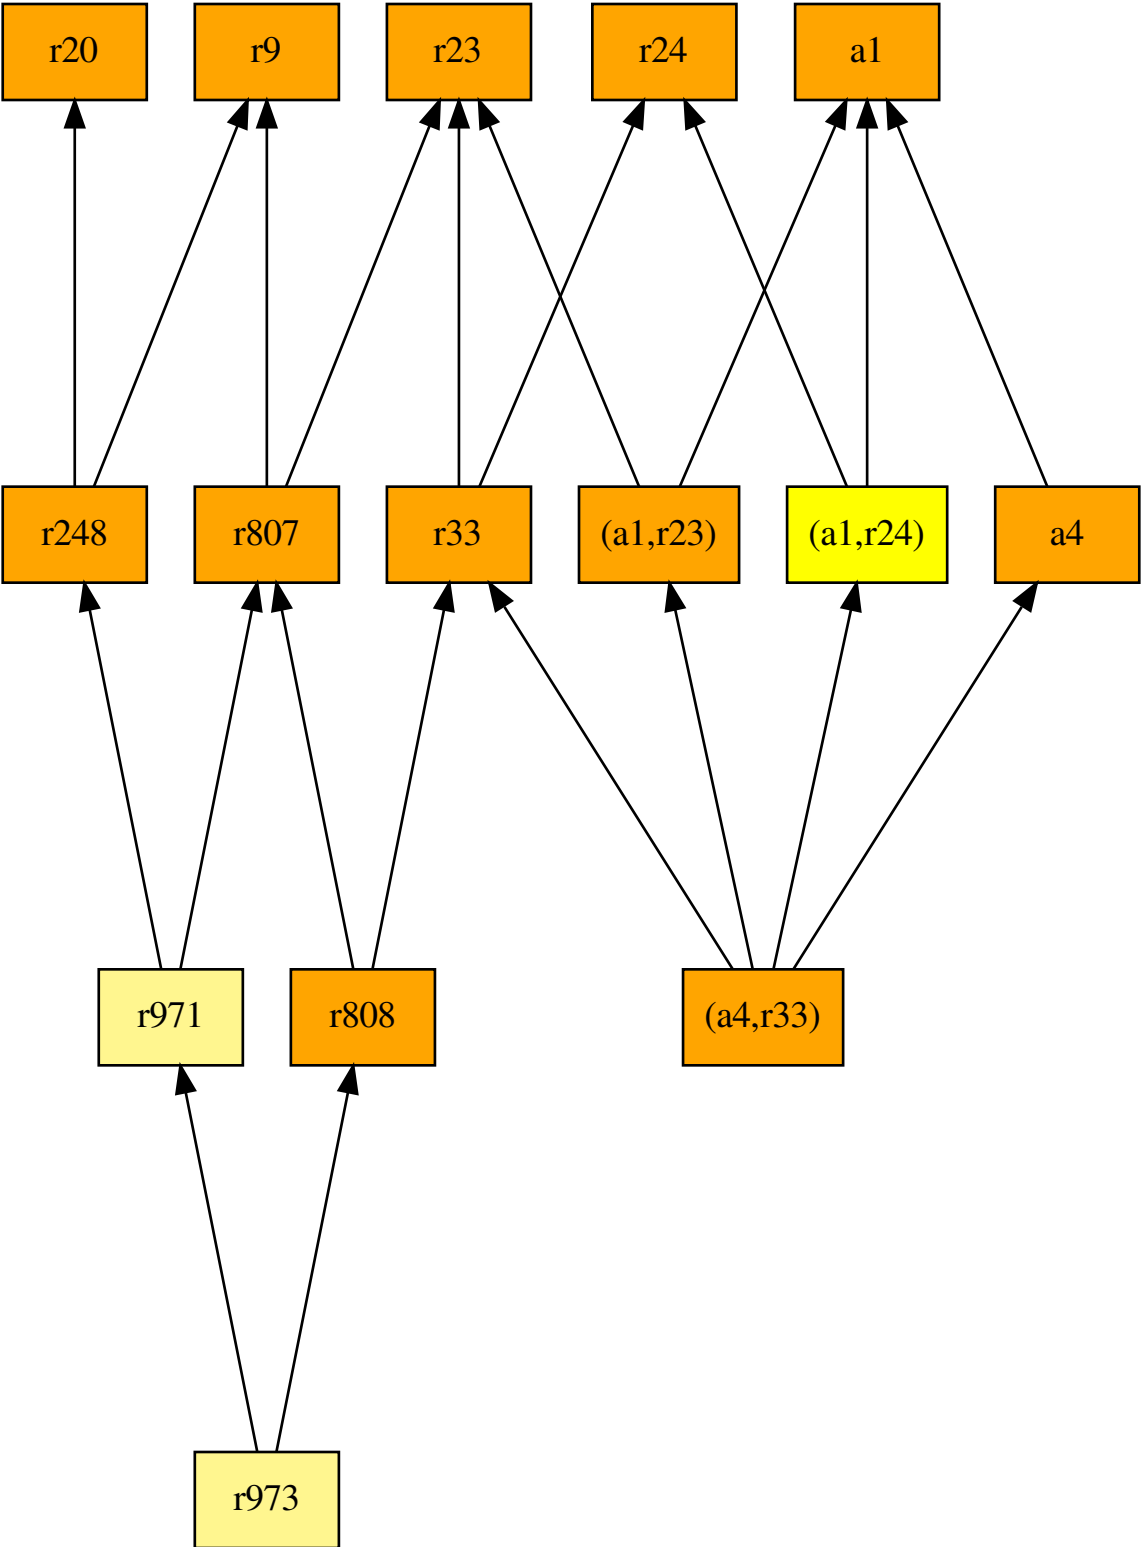 r20
r9
r23
r24
a1
r248
r807
r33
(a1,r23)
(a1,r24)
a4
r971
r808
(a4,r33)
r973